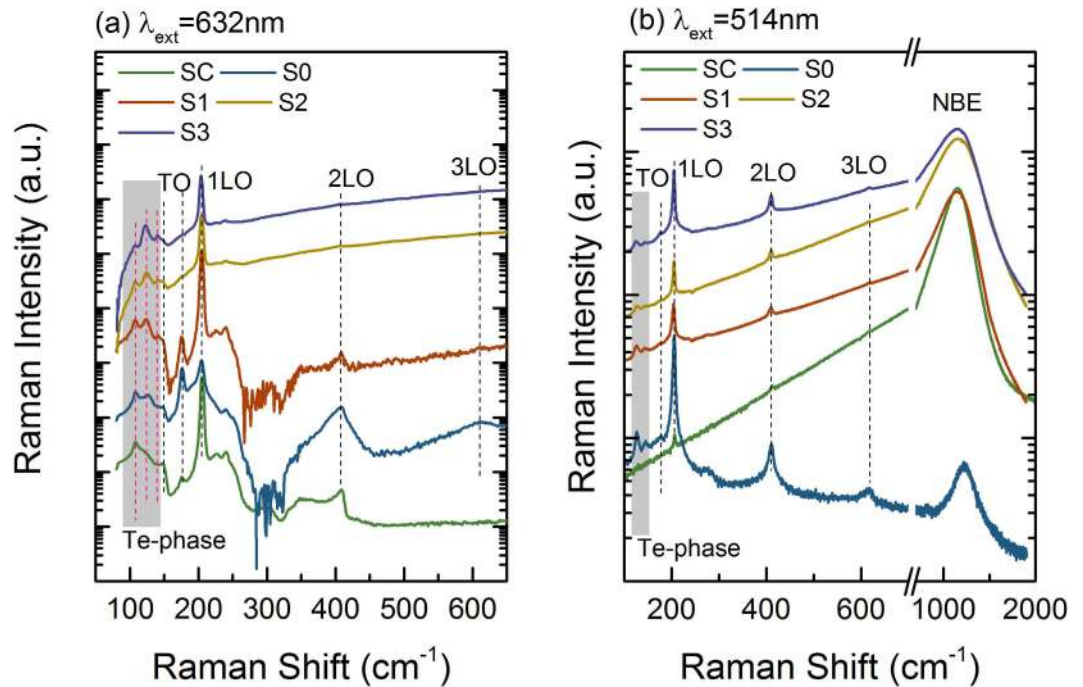 (a) λext=632nm
SC S0
S1 S2
S3
TO 1LO 2LO 3LO
Te-phase
100 200 300 400 500 600
Raman Shift (cm-1)
Raman Intensity (a.u.)
(b) λext=514nm
SC S0
S1 S2
S3
NBE
TO 1LO 2LO 3LO
Te-phase
200 400 600 1000 2000
Raman Shift (cm-1)
Raman Intensity (a.u.)